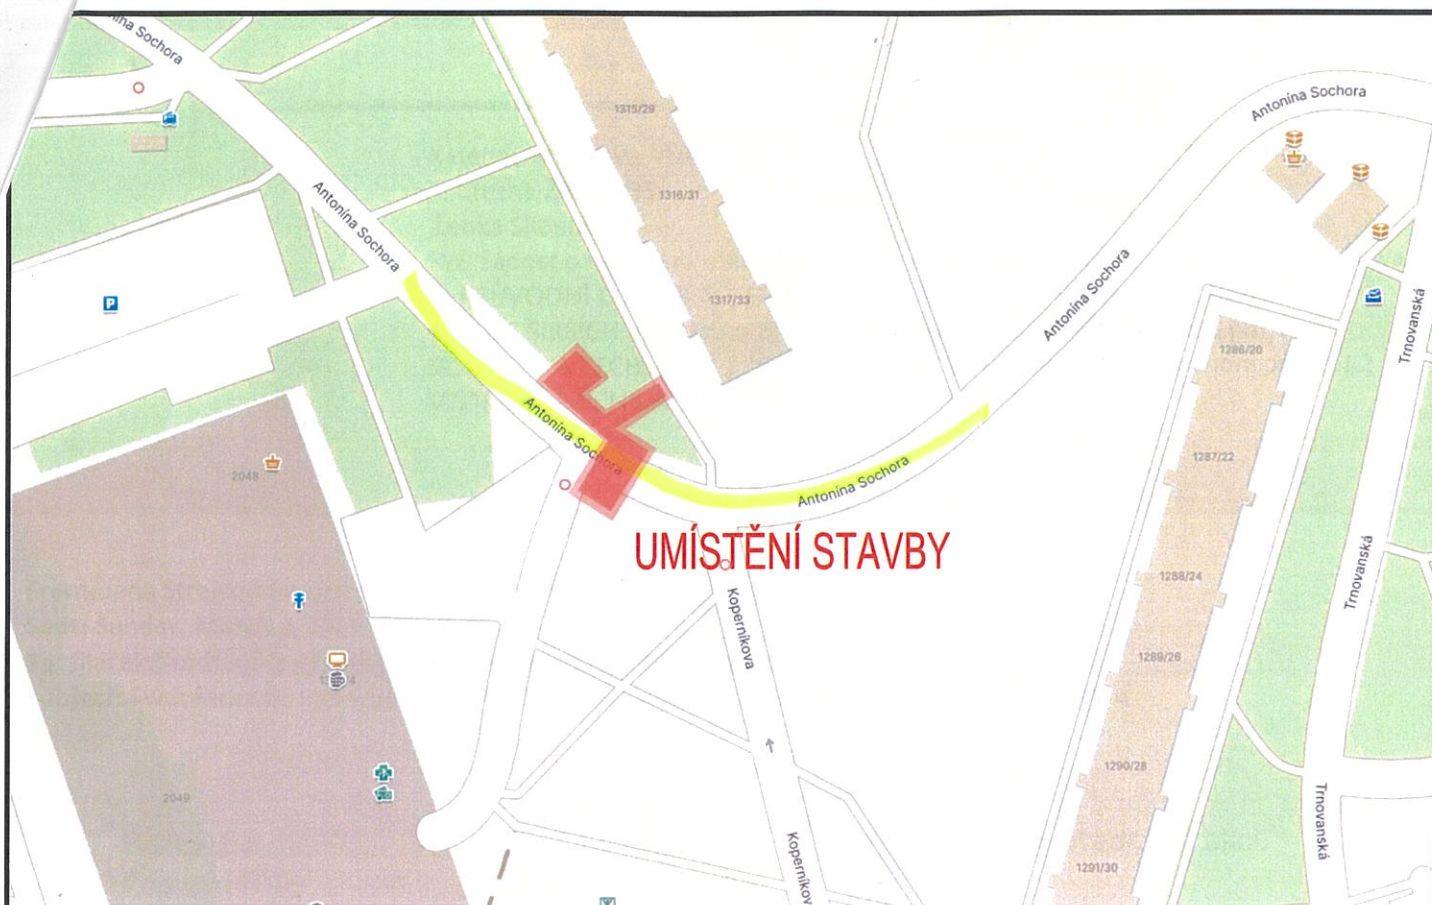 Antonína Sochora
1315/29
P
Antonína Sochora
1316/31
Antonína Sochora
1317/33
Antonína Sochora
Trnovanská
1286/20
Antonína Sochora
1287/22
2048
Antonína Sochora
UMÍSTĚNÍ STAVBY
Trnovanská
1288/24
Koperníkova
1289/26
1290/28
2049
Trnovanská
Koperníkov
1291/30